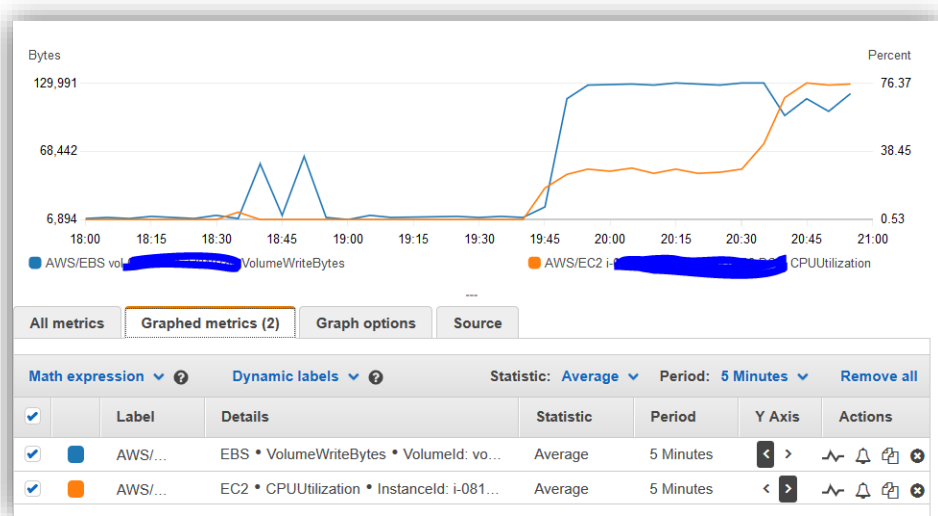 Bytes Percent
129,991 76.37
68,442 38.45
6,894 0.53
18:00 18:15 18:30 18:45 19:00 19:15 19:30 19:45 20:00 20:15 20:30 20:45 21:00
AWS/EBS vol VolumeWriteBytes AWS/EC2 i- CPUUtilization
---
All metrics Graphed metrics (2) Graph options Source
Math expression Dynamic labels Statistic: Average Period: 5 Minutes Remove all
Label Details Statistic Period Y Axis Actions
AWS/... EBS • VolumeWriteBytes • VolumeId: vo... Average 5 Minutes < >
AWS/... EC2 • CPUUtilization • InstanceId: i-081... Average 5 Minutes < >